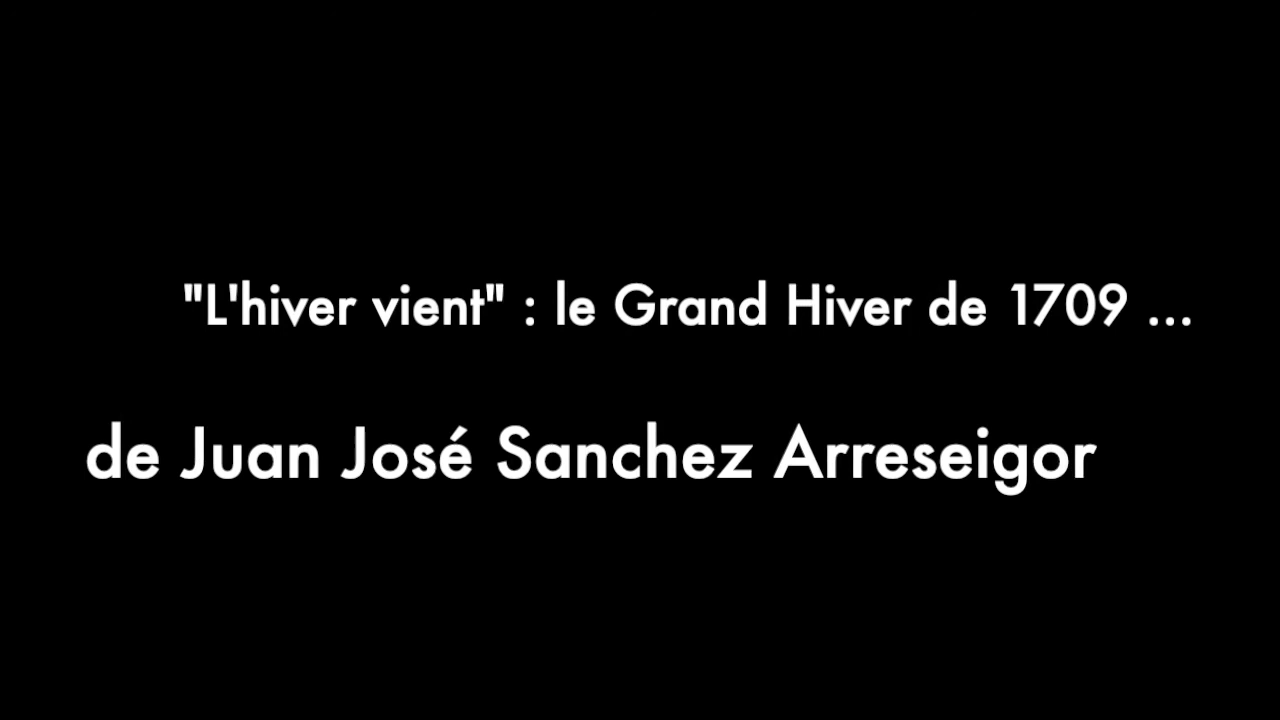 "L'hiver vient" : le Grand Hiver de 1709 ...
de Juan José Sanchez Arreseigor